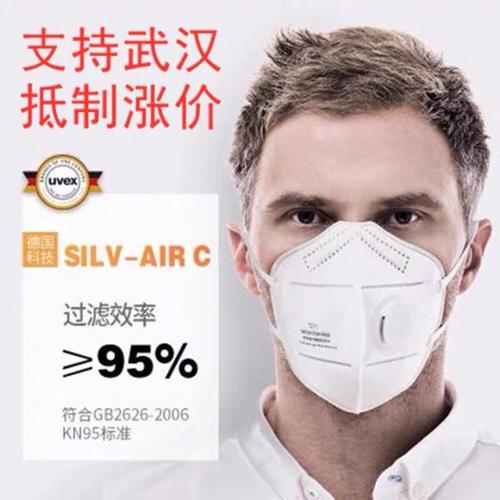 支持武汉
抵制涨价
uvex
德国
科技
SILV-AIR C
过滤效率
≥95%
符合GB2626-2006
KN95标准